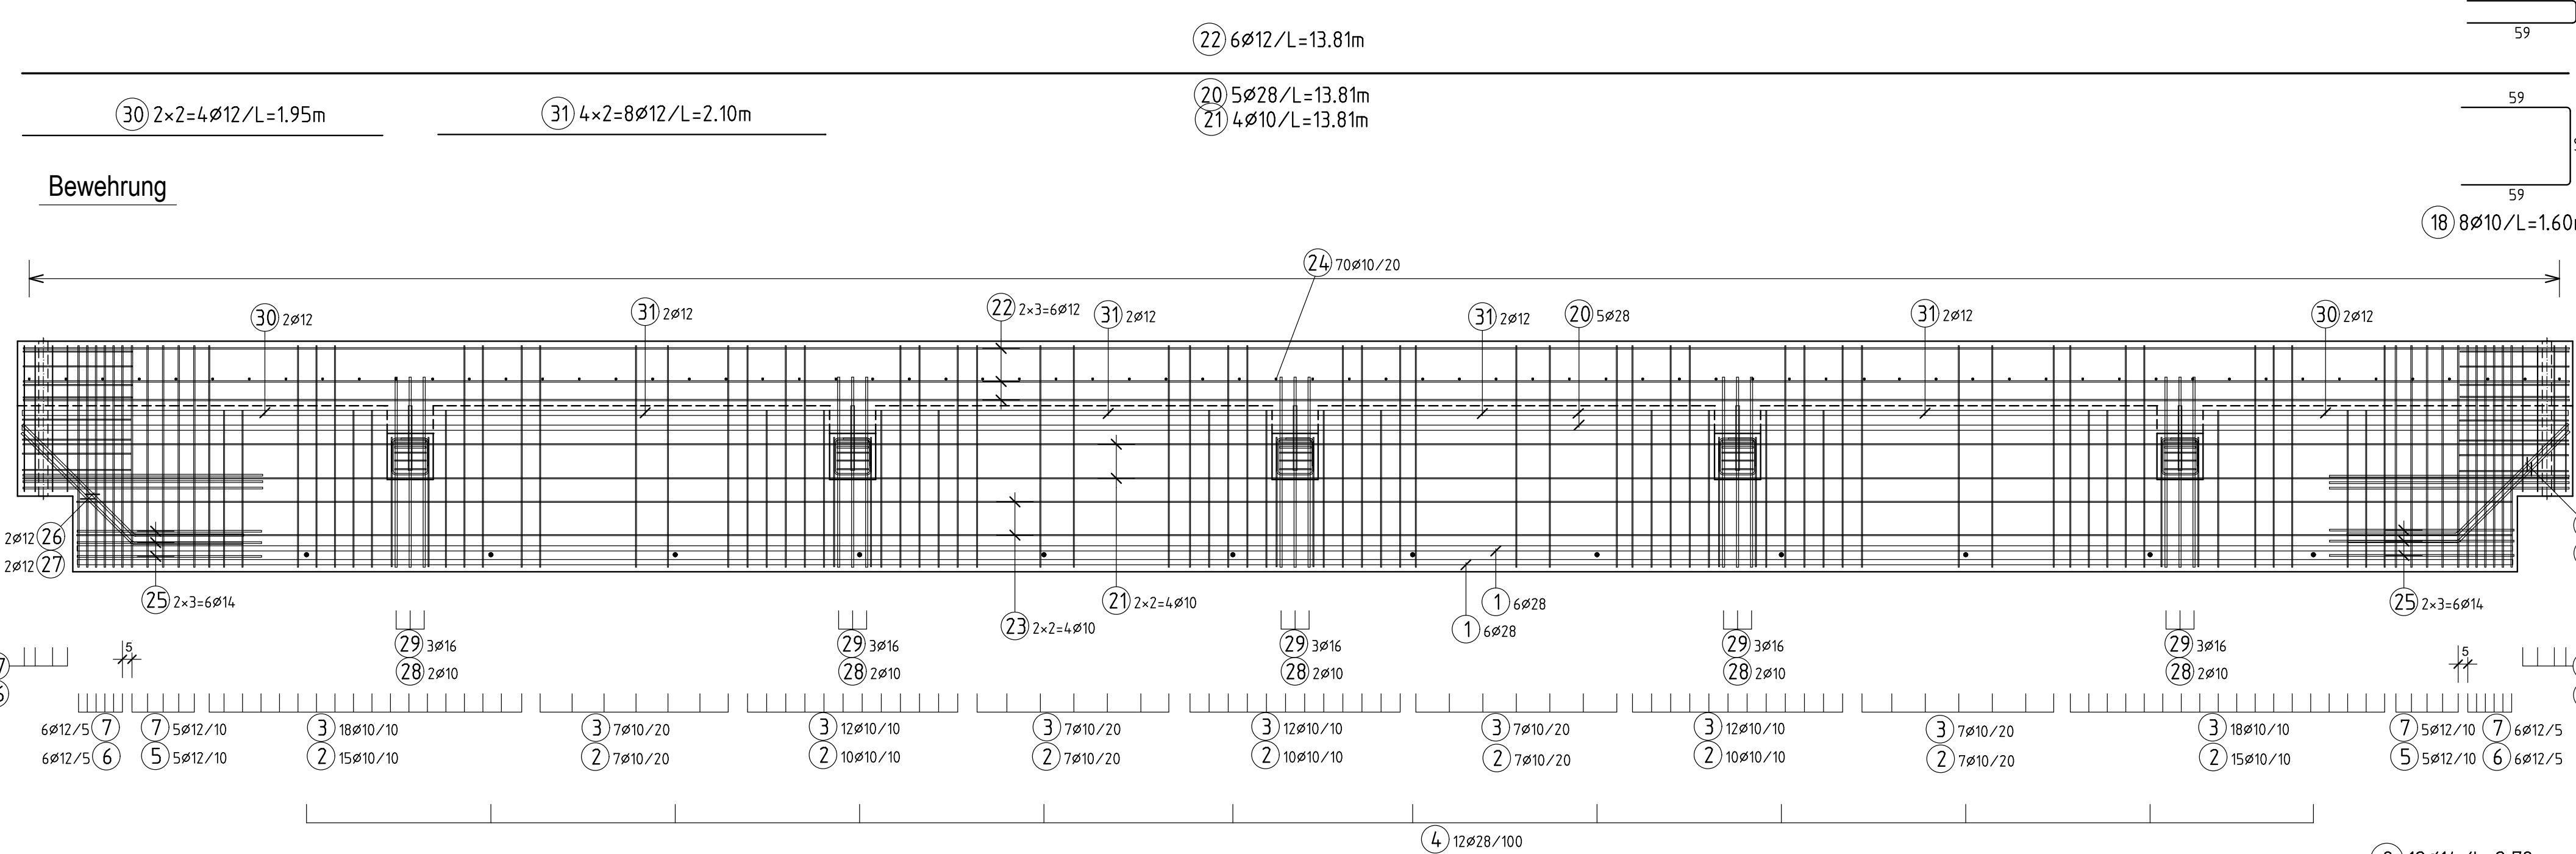 59
22 6ø12/L=13.81m
30 2×2=4ø12/L=1.95m
31 4×2=8ø12/L=2.10m
20 5ø28/L=13.81m
21 4ø10/L=13.81m
59
59
Bewehrung
18 8ø10/L=1.60
24 70ø10/20
30 2ø12
31 2ø12
22 2×3=6ø12
31 2ø12
31 2ø12
20 5ø28
31 2ø12
30 2ø12
2ø12 26
2ø12 27
25 2×3=6ø14
23 2×2=4ø10
21 2×2=4ø10
1 6ø28
1 6ø28
25 2×3=6ø14
5
29 3ø16
28 2ø10
29 3ø16
28 2ø10
29 3ø16
28 2ø10
29 3ø16
28 2ø10
29 3ø16
28 2ø10
5
6ø12/5 7
6ø12/5 6
7 5ø12/10
5 5ø12/10
3 18ø10/10
2 15ø10/10
3 7ø10/20
2 7ø10/20
3 12ø10/10
2 10ø10/10
3 7ø10/20
2 7ø10/20
3 12ø10/10
2 10ø10/10
3 7ø10/20
2 7ø10/20
3 12ø10/10
2 10ø10/10
3 7ø10/20
2 7ø10/20
3 18ø10/10
2 15ø10/10
7 5ø12/10
5 5ø12/10
7 6ø12/5
6 6ø12/5
4 12ø28/100